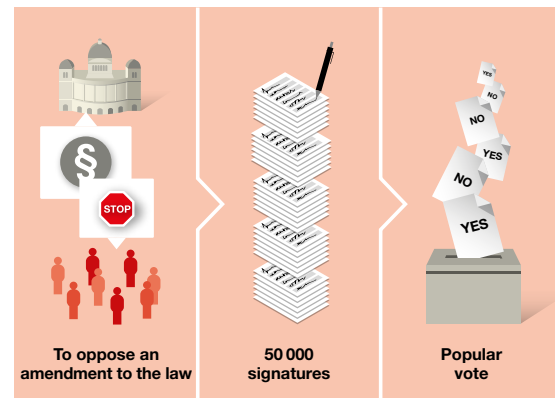 §
STOP
To oppose an
amendment to the law
50 000
signatures
YES
NO
NO
YES
NO
YES
Popular
vote